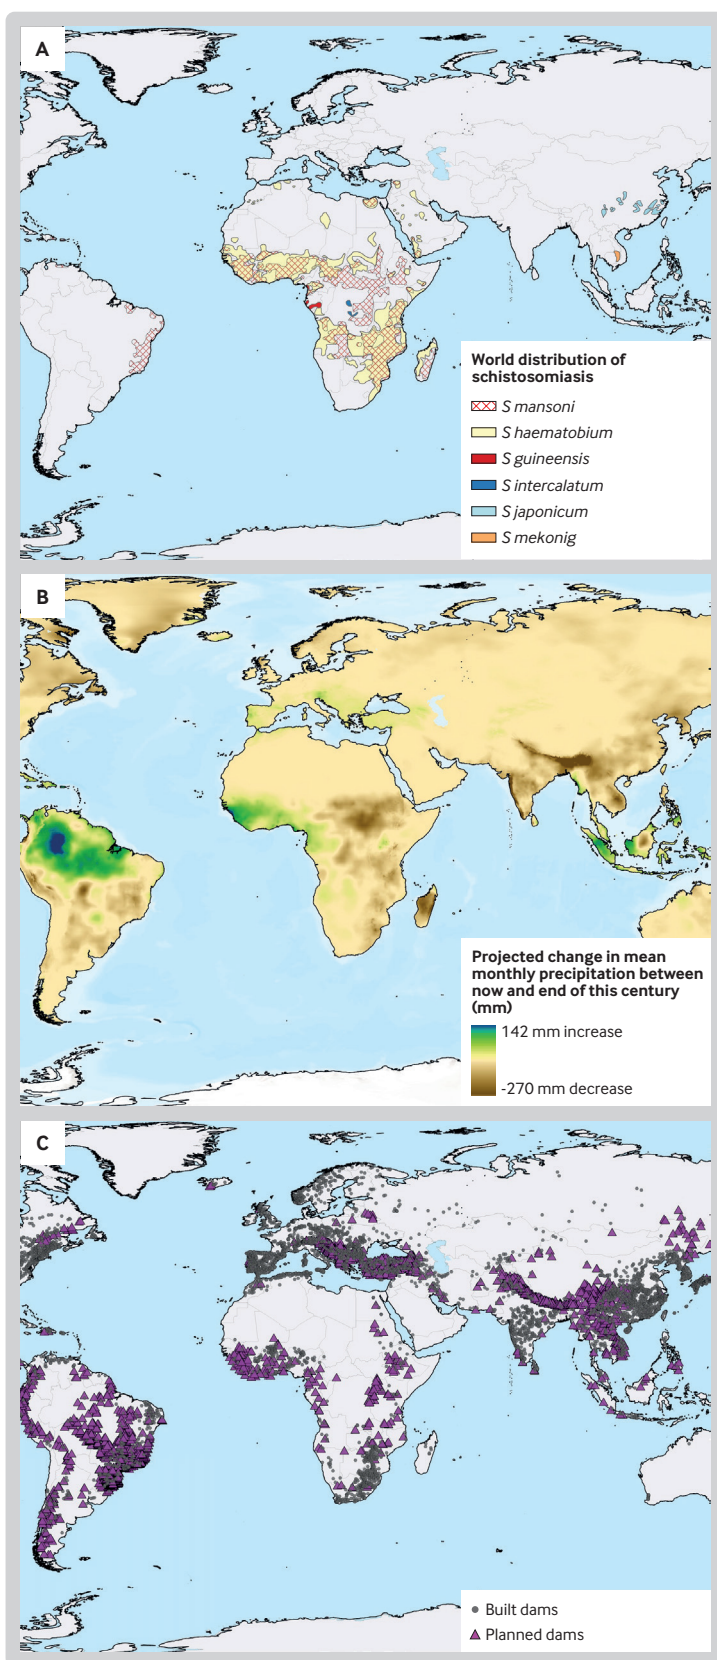 A
World distribution of
schistosomiasis
S mansoni
S haematobium
S guineensis
S intercalatum
S japonicum
S mekonig
B
Projected change in mean
monthly precipitation between
now and end of this century
(mm)
142 mm increase
-270 mm decrease
C
Built dams
Planned dams